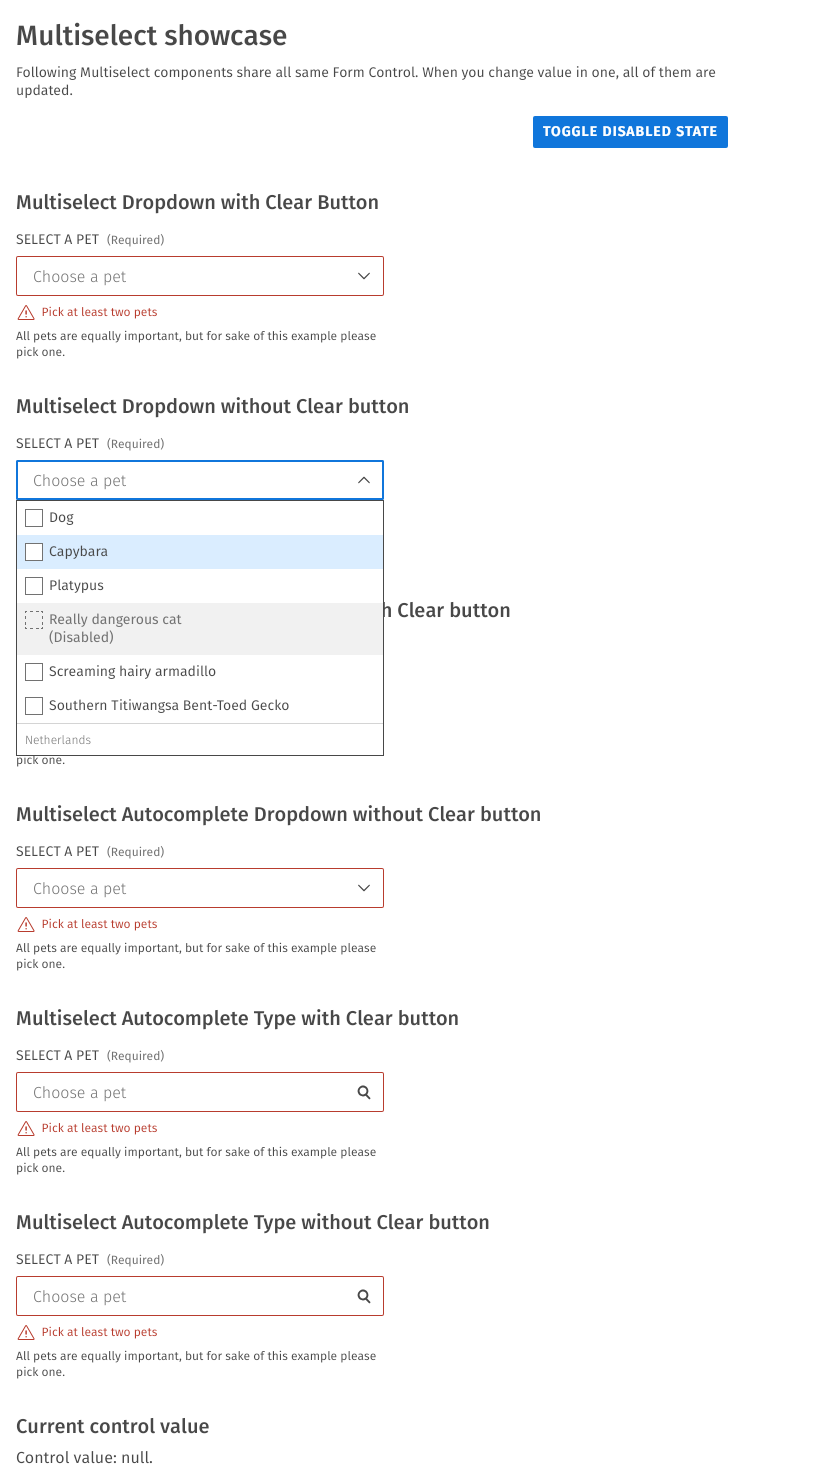 Multiselect showcase
Following Multiselect components share all same Form Control. When you change value in one, all of them are
updated.
TOGGLE DISABLED STATE
Multiselect Dropdown with Clear Button
SELECT A PET (Required)
Choose a pet
Pick at least two pets
All pets are equally important, but for sake of this example please
pick one.
Multiselect Dropdown without Clear button
SELECT A PET (Required)
Choose a pet
Dog
Capybara
Platypus
h Clear button
Really dangerous cat
(Disabled)
Screaming hairy armadillo
Southern Titiwangsa Bent-Toed Gecko
Netherlands
pick one.
Multiselect Autocomplete Dropdown without Clear button
SELECT A PET (Required)
Choose a pet
Pick at least two pets
All pets are equally important, but for sake of this example please
pick one.
Multiselect Autocomplete Type with Clear button
SELECT A PET (Required)
Choose a pet
Pick at least two pets
All pets are equally important, but for sake of this example please
pick one.
Multiselect Autocomplete Type without Clear button
SELECT A PET (Required)
Choose a pet
Pick at least two pets
All pets are equally important, but for sake of this example please
pick one.
Current control value
Control value: null.